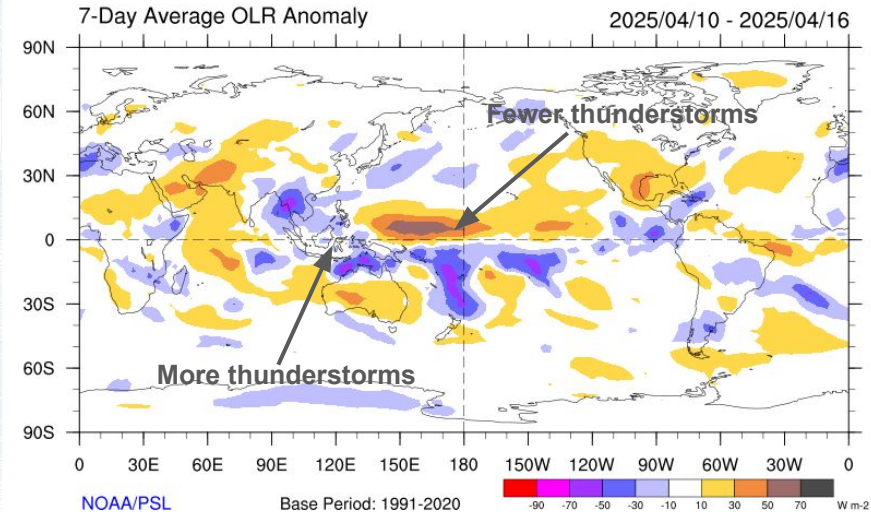 7-Day Average OLR Anomaly 2025/04/10 - 2025/04/16
90N
60N
Fewer thunderstorms
30N
0
30S
60S
More thunderstorms
90S
0 30E 60E 90E 120E 150E 180 150W 120W 90W 60W 30W 0
NOAA/PSL Base Period: 1991-2020
-90 -70 -50 -30 -10 10 30 50 70 W m-2